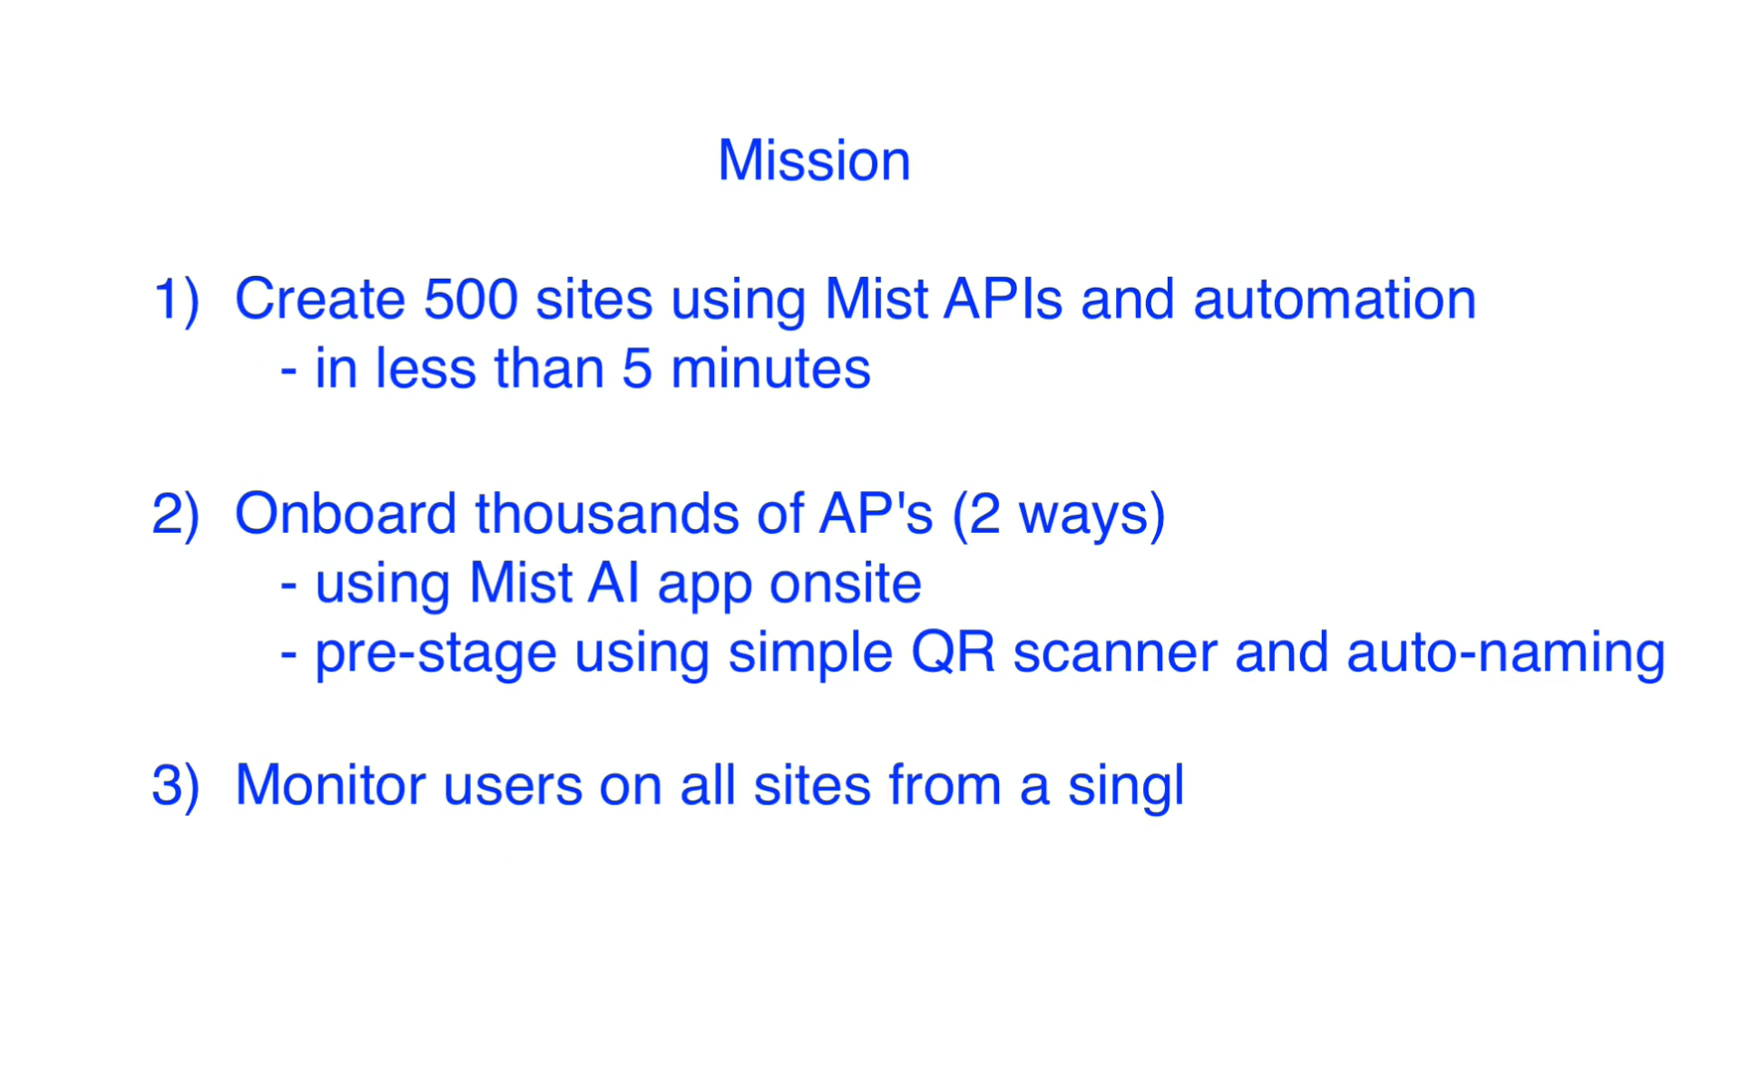 Mission
1) Create 500 sites using Mist APIs and automation
- in less than 5 minutes
2) Onboard thousands of AP's (2 ways)
- using Mist AI app onsite
- pre-stage using simple QR scanner and auto-naming
3) Monitor users on all sites from a singl